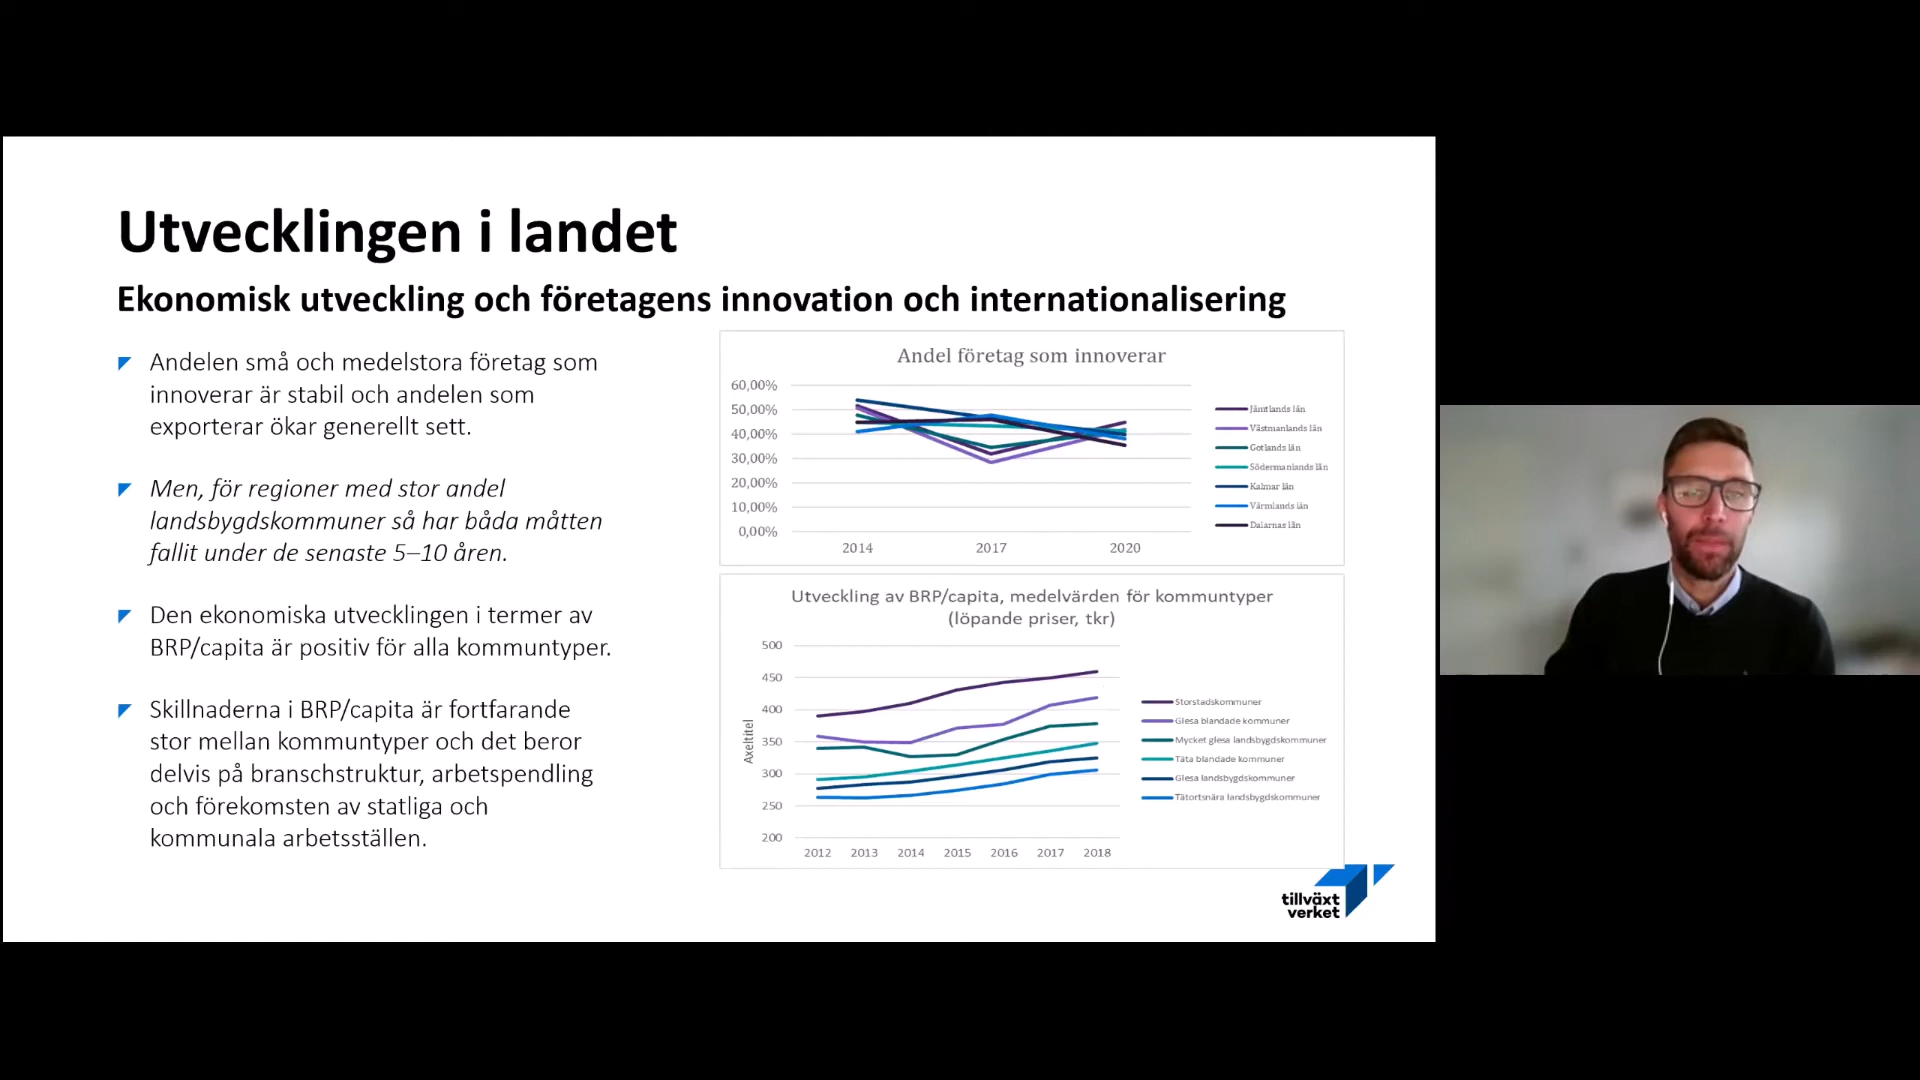 Utvecklingen i landet
Ekonomisk utveckling och företagens innovation och internationalisering
Andelen små och medelstora företag som
innoverar är stabil och andelen som
exporterar ökar generellt sett.
Men, för regioner med stor andel
landsbygdskommuner så har båda måtten
fallit under de senaste 5–10 åren.
Den ekonomiska utvecklingen i termer av
BRP/capita är positiv för alla kommuntyper.
Skillnaderna i BRP/capita är fortfarande
stor mellan kommuntyper och det beror
delvis på branschstruktur, arbetspendling
och förekomsten av statliga och
kommunala arbetsställen.
Andel företag som innoverar
60,00%
50,00%
40,00%
30,00%
20,00%
10,00%
0,00%
2014 2017 2020
Jämtlands län
Västmanlands län
Gotlands län
Södermanlands län
Kalmar län
Värmlands län
Dalarnas län
Utveckling av BRP/capita, medelvärden för kommuntyper
(löpande priser, tkr)
Axeltitel
500
450
400
350
300
250
200
2012 2013 2014 2015 2016 2017 2018
Storstadskommuner
Glesa blandade kommuner
Mycket glesa landsbygdskommuner
Täta blandade kommuner
Glesa landsbygdskommuner
Tätortsnära landsbygdskommuner
tillväxt
verket